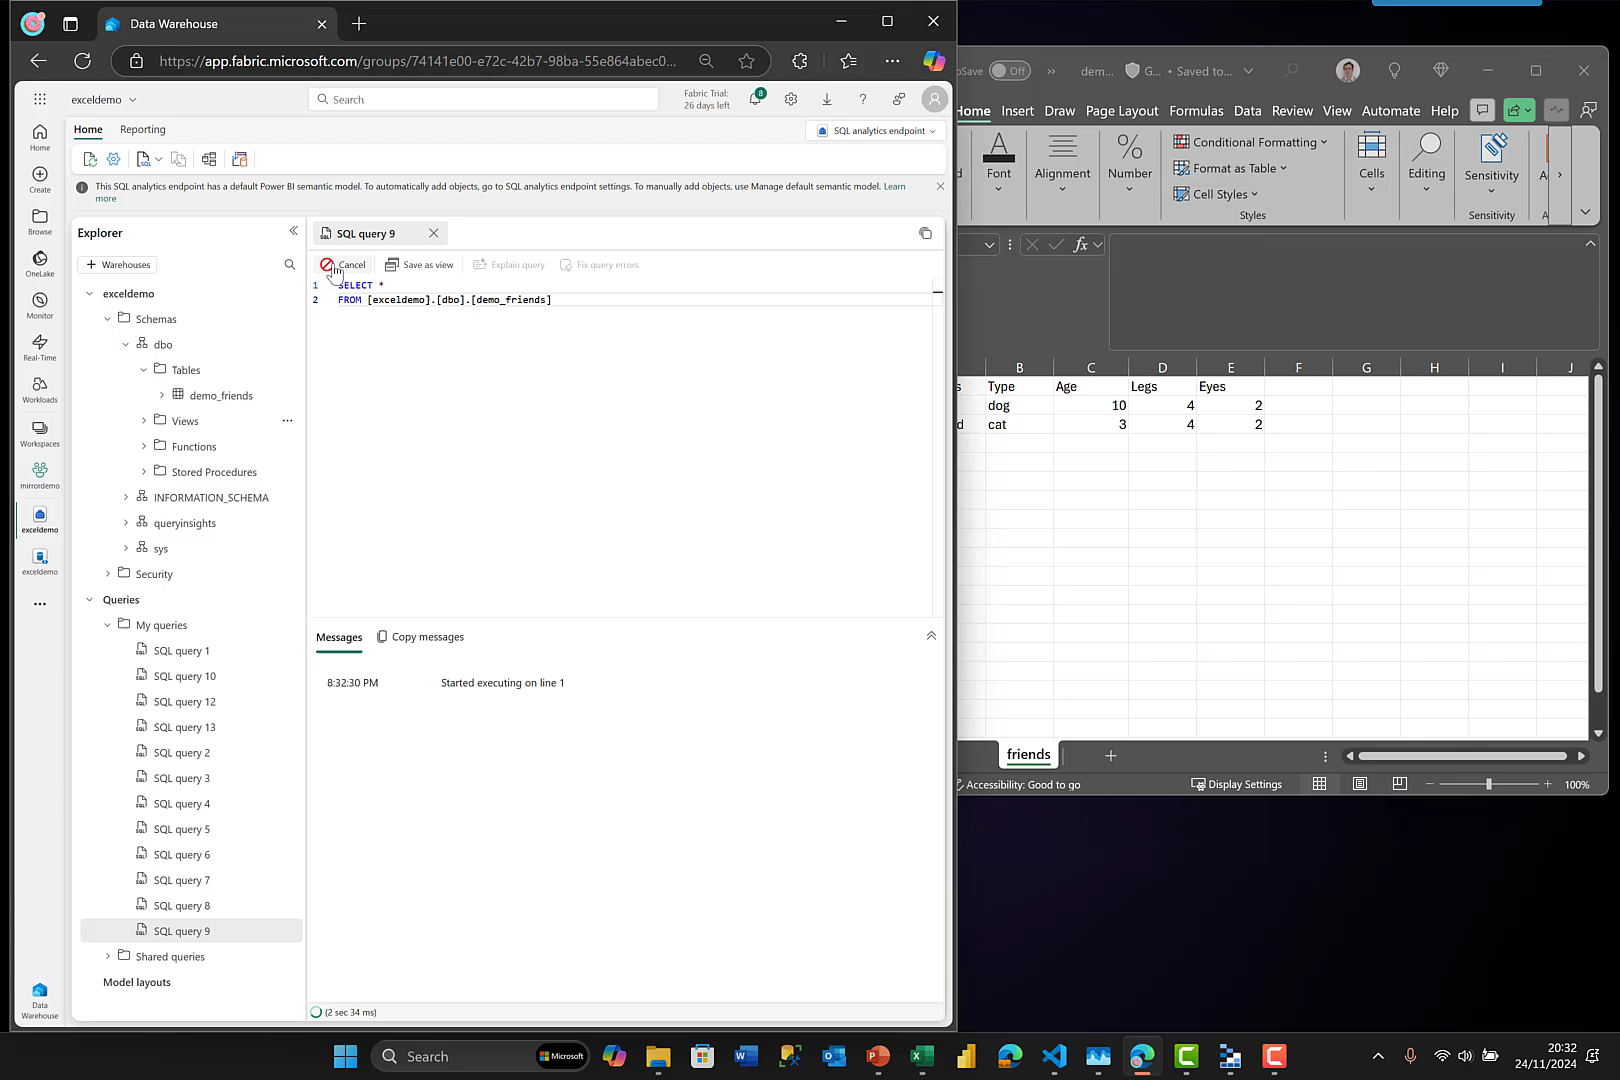 Data Warehouse
https://app.fabric.microsoft.com/groups/74141e00-e72c-42b7-98ba-55e864abec0...
exceldemo
Search
Fabric Trial:
26 days left
8
Home
Reporting
SQL analytics endpoint
This SQL analytics endpoint has a default Power BI semantic model. To automatically add objects, go to SQL analytics endpoint settings. To manually add objects, use Manage default semantic model. Learn
more
Home
Create
Browse
OneLake
Monitor
Real-Time
Workloads
Workspaces
mirrordemo
exceldemo
exceldemo
Data
Warehouse
Explorer
Warehouses
exceldemo
Schemas
dbo
Tables
demo_friends
Views
Functions
Stored Procedures
INFORMATION_SCHEMA
queryinsights
sys
Security
Queries
My queries
SQL query 1
SQL query 10
SQL query 12
SQL query 13
SQL query 2
SQL query 3
SQL query 4
SQL query 5
SQL query 6
SQL query 7
SQL query 8
SQL query 9
Shared queries
Model layouts
SQL query 9
Cancel
Save as view
Explain query
Fix query errors
1 SELECT *
2 FROM [exceldemo].[dbo].[demo_friends]
Messages
Copy messages
8:32:30 PM Started executing on line 1
(2 sec 34 ms)
oSave Off dem... G... • Saved to...
Home Insert Draw Page Layout Formulas Data Review View Automate Help
Font
Alignment
Number
Conditional Formatting
Format as Table
Cell Styles
Styles
Cells
Editing
Sensitivity
Sensitivity
fx
B C D E F G H I J
s Type Age Legs Eyes
dog 10 4 2
d cat 3 4 2
friends
Accessibility: Good to go
Display Settings
100%
Search
Microsoft
20:32
24/11/2024